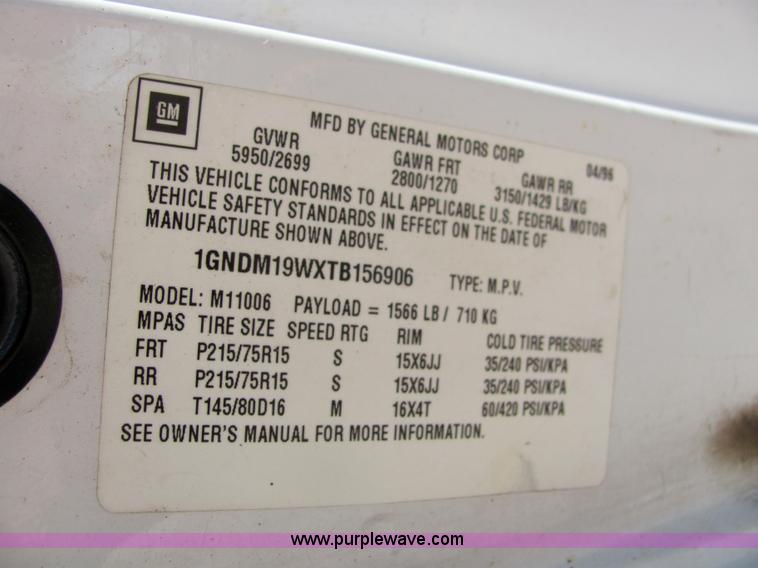 GM
MFD BY GENERAL MOTORS CORP 04/96
GVWR GAWR FRT GAWR RR
5950/2699 2800/1270 3150/1429 LB/KG
THIS VEHICLE CONFORMS TO ALL APPLICABLE U.S. FEDERAL MOTOR
VEHICLE SAFETY STANDARDS IN EFFECT ON THE DATE OF
MANUFACTURE SHOWN ABOVE.
1GNDM19WXTB156906 TYPE: M.P.V.
MODEL: M11006 PAYLOAD = 1566 LB/ 710 KG
MPAS TIRE SIZE SPEED RTG RIM COLD TIRE PRESSURE
FRT P215/75R15 S 15X6JJ 35/240 PSI/KPA
RR P215/75R15 S 15X6JJ 35/240 PSI/KPA
SPA T145/80D16 M 16X4T 60/420 PSI/KPA
SEE OWNER'S MANUAL FOR MORE INFORMATION.
www.purplewave.com